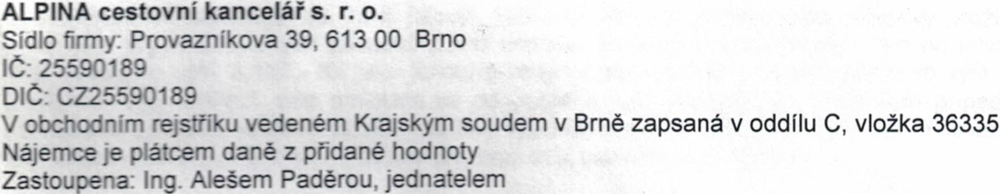 ALPINA cestovní kancelář s. r. o.
Sídlo firmy: Provazníkova 39, 613 00 Brno
IČ: 25590189
DIČ: CZ25590189
V obchodním rejstříku vedeném Krajským soudem v Brně zapsaná v oddílu C, vložka 36335
Nájemce je plátcem daně z přidané hodnoty
Zastoupena: Ing. Alešem Paděrou, jednatelem